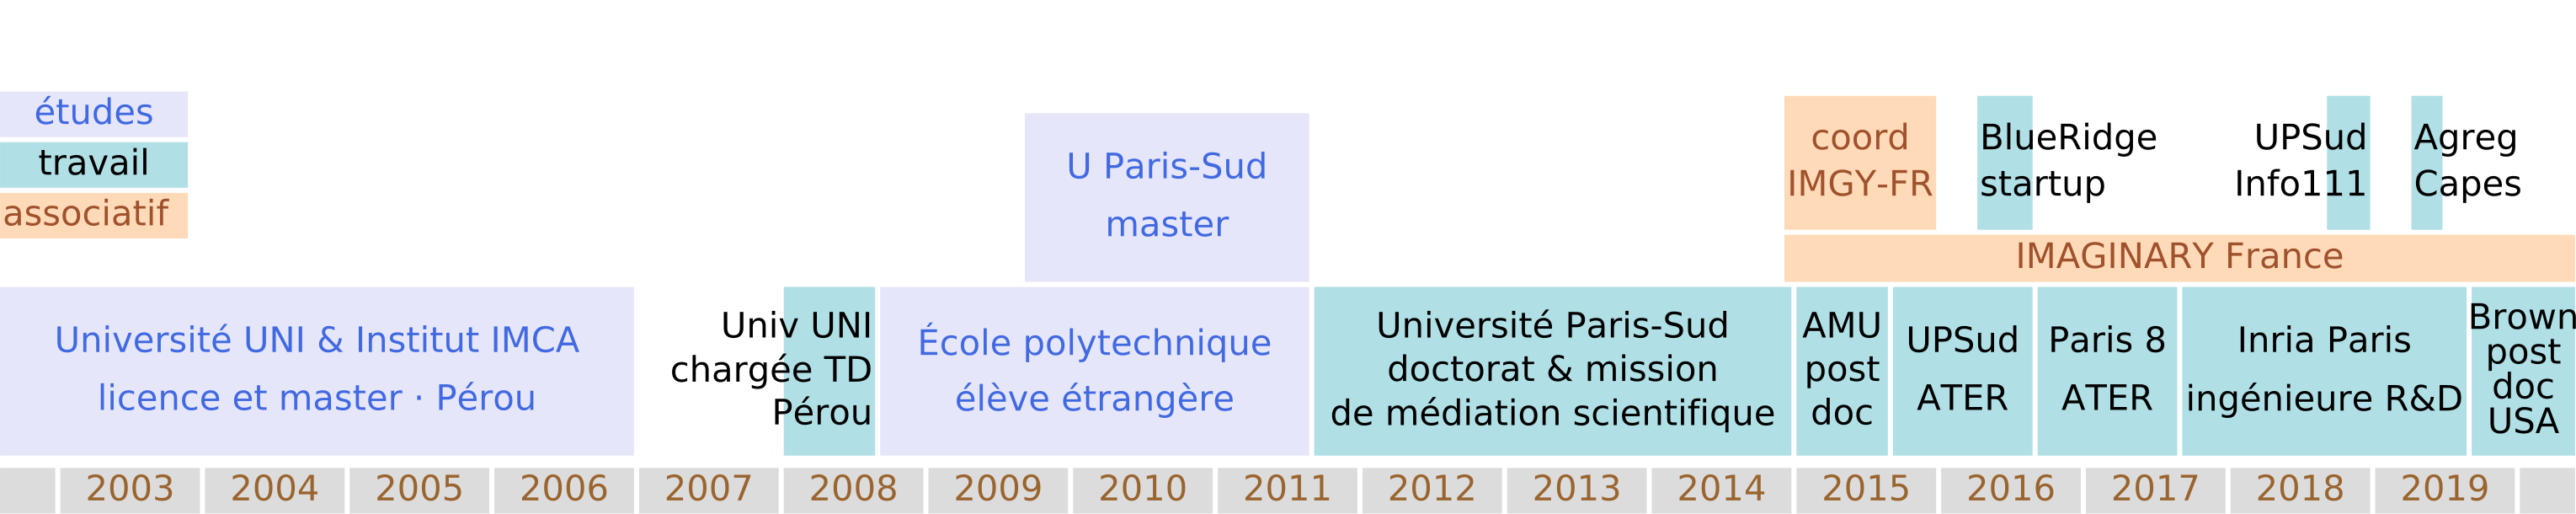 études
travail
associatif
U Paris-Sud
master
coord
IMGY-FR
BlueRidge
startup
UPSud
Info111
Agreg
Capes
IMAGINARY France
Université UNI & Institut IMCA
licence et master · Pérou
Univ UNI
chargée TD
Pérou
École polytechnique
élève étrangère
Université Paris-Sud
doctorat & mission
de médiation scientifique
AMU
post
doc
UPSud
ATER
Paris 8
ATER
Inria Paris
ingénieure R&D
Brown
post
doc
USA
2003 2004 2005 2006 2007 2008 2009 2010 2011 2012 2013 2014 2015 2016 2017 2018 2019